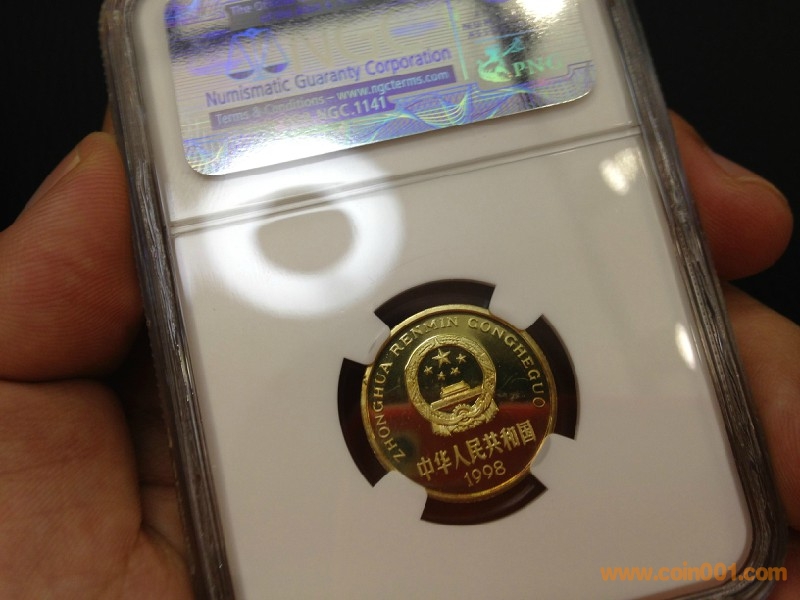 NGC
Numismatic Guaranty Corporation
Terms & Conditions – www.ngcterms.com
NGC.1141
PNG
ZHONGHUA RENMIN GONGHEGUO
中华人民共和国
1998
www.coin001.com